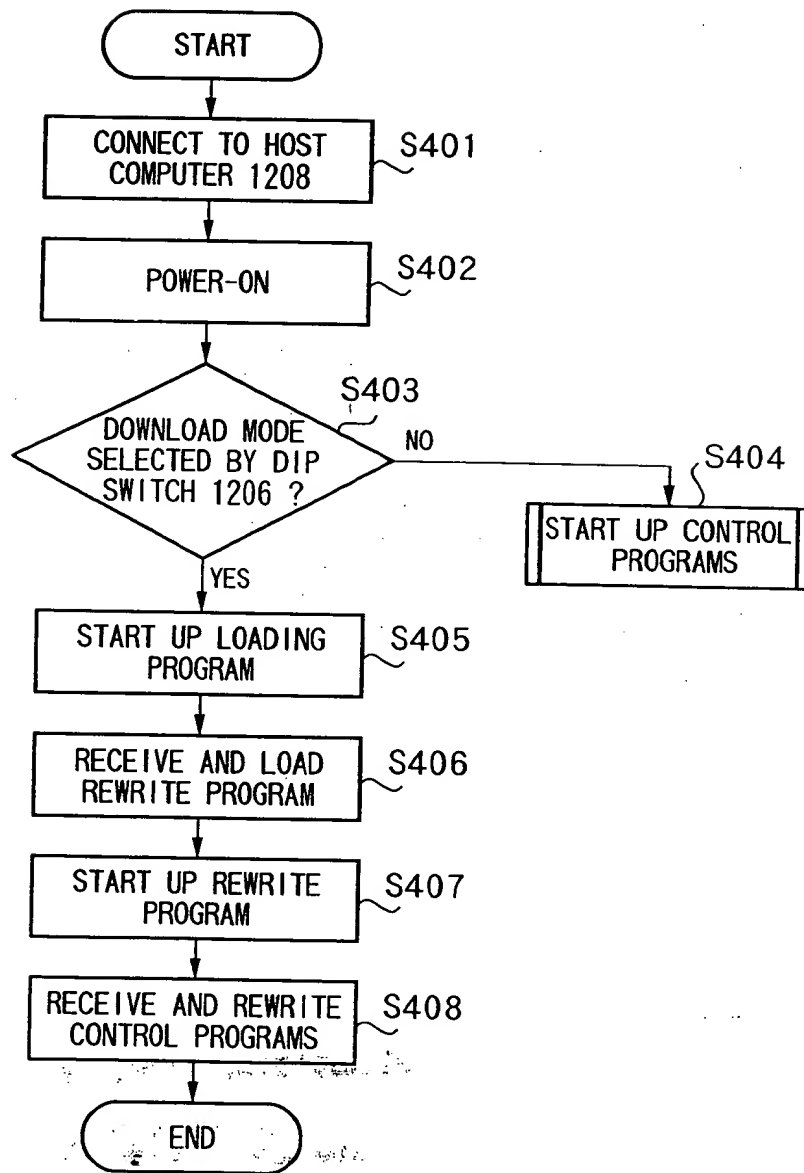 START
CONNECT TO HOST
COMPUTER 1208
S401
POWER-ON
S402
S403
DOWNLOAD MODE
SELECTED BY DIP
SWITCH 1206 ?
NO
S404
START UP CONTROL
PROGRAMS
YES
START UP LOADING
PROGRAM
S405
RECEIVE AND LOAD
REWRITE PROGRAM
S406
START UP REWRITE
PROGRAM
S407
RECEIVE AND REWRITE
CONTROL PROGRAMS
S408
END